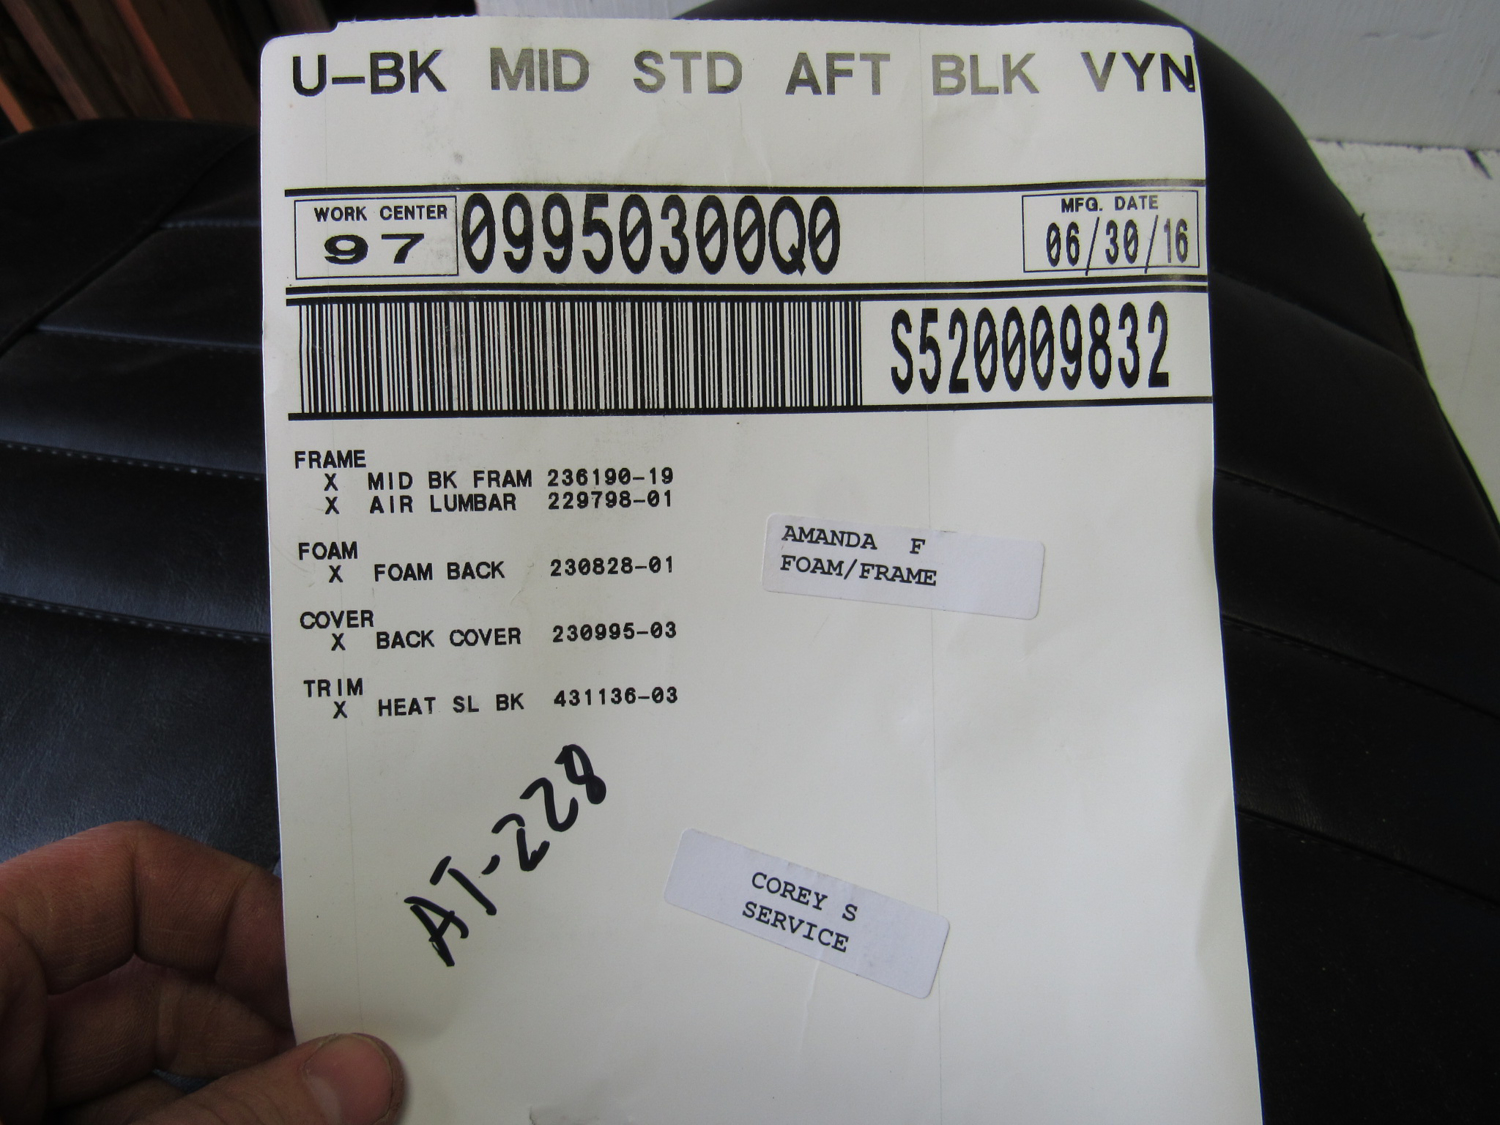 U-BK MID STD AFT BLK VYN
WORK CENTER
97
09950300Q0
MFG. DATE
06/30/16
S520009832
FRAME
X MID BK FRAM 236190-19
X AIR LUMBAR 229798-01
FOAM
X FOAM BACK 230828-01
COVER
X BACK COVER 230995-03
TRIM
X HEAT SL BK 431136-03
AMANDA F
FOAM/FRAME
AT-228
COREY S
SERVICE